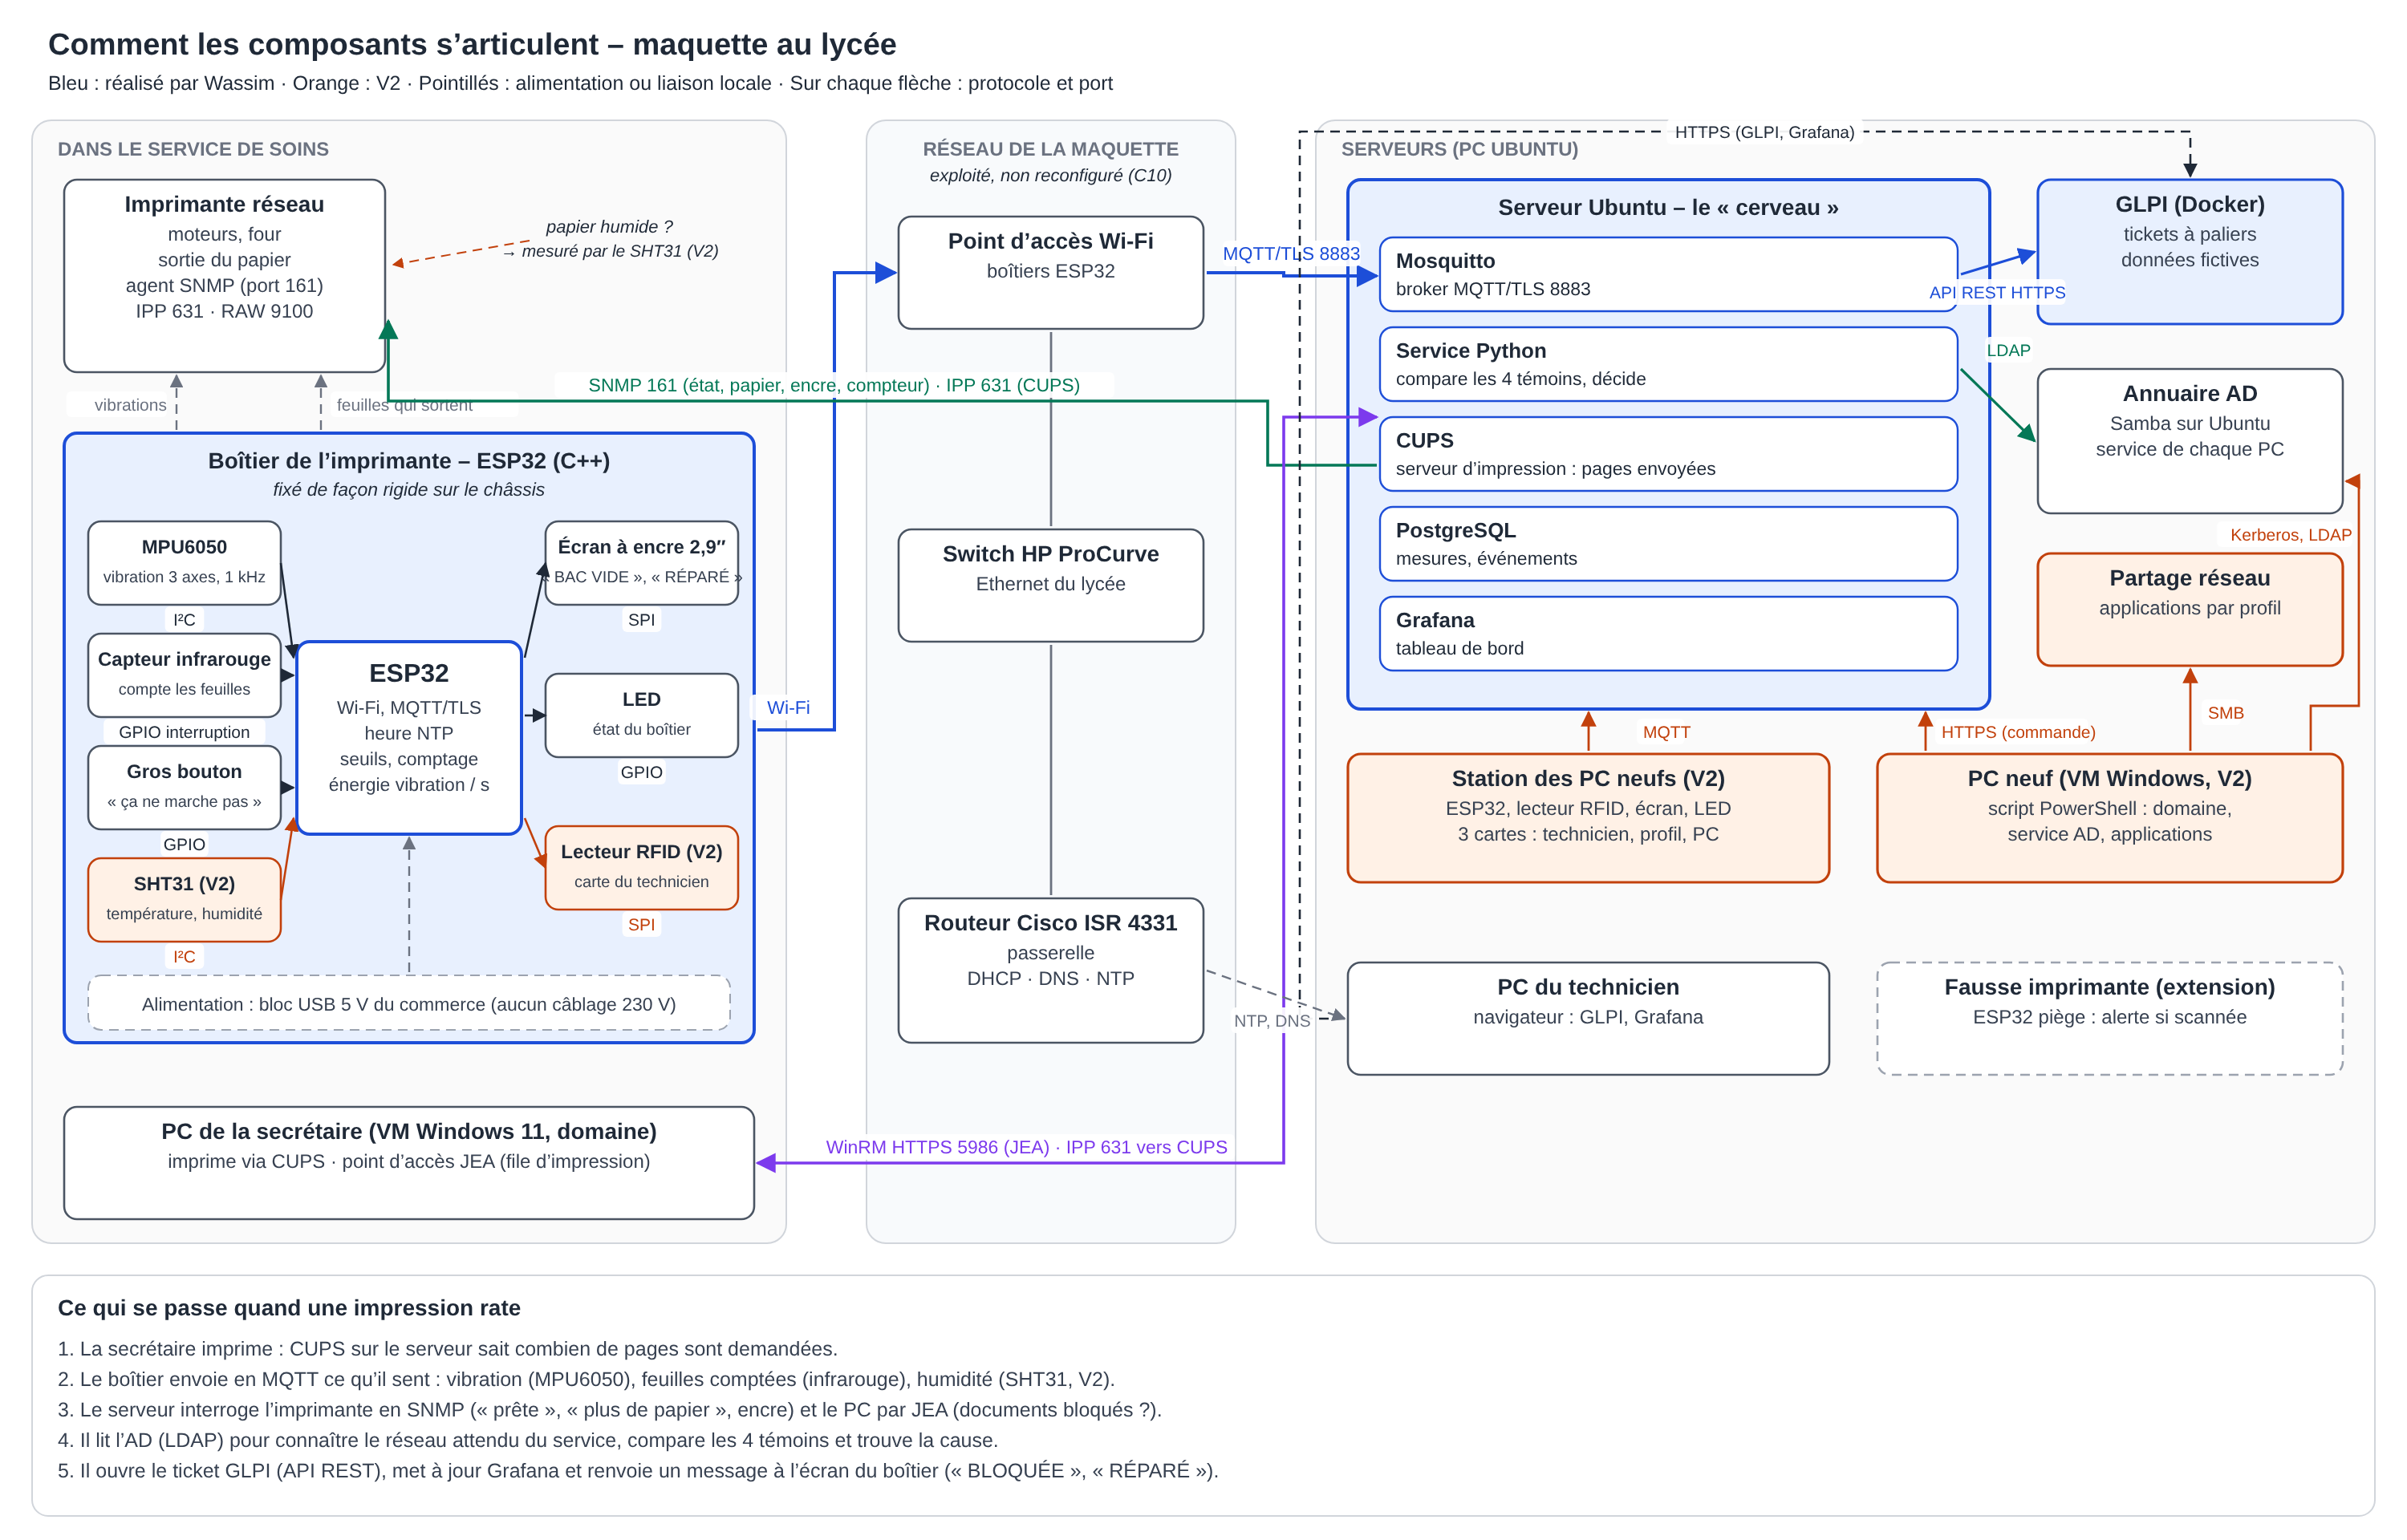 Comment les composants s’articulent – maquette au lycée
Bleu : réalisé par Wassim · Orange : V2 · Pointillés : alimentation ou liaison locale · Sur chaque flèche : protocole et port
DANS LE SERVICE DE SOINS
Imprimante réseau
moteurs, four
sortie du papier
agent SNMP (port 161)
IPP 631 · RAW 9100
papier humide ?
→ mesuré par le SHT31 (V2)
vibrations
feuilles qui sortent
SNMP 161 (état, papier, encre, compteur) · IPP 631 (CUPS)
Boîtier de l’imprimante – ESP32 (C++)
fixé de façon rigide sur le châssis
MPU6050
vibration 3 axes, 1 kHz
I²C
Capteur infrarouge
compte les feuilles
GPIO interruption
Gros bouton
« ça ne marche pas »
GPIO
SHT31 (V2)
température, humidité
I²C
ESP32
Wi-Fi, MQTT/TLS
heure NTP
seuils, comptage
énergie vibration / s
Écran à encre 2,9″
« BAC VIDE », « RÉPARÉ »
SPI
LED
état du boîtier
GPIO
Lecteur RFID (V2)
carte du technicien
SPI
Alimentation : bloc USB 5 V du commerce (aucun câblage 230 V)
Wi-Fi
PC de la secrétaire (VM Windows 11, domaine)
imprime via CUPS · point d’accès JEA (file d’impression)
WinRM HTTPS 5986 (JEA) · IPP 631 vers CUPS
RÉSEAU DE LA MAQUETTE
exploité, non reconfiguré (C10)
Point d’accès Wi-Fi
boîtiers ESP32
Switch HP ProCurve
Ethernet du lycée
Routeur Cisco ISR 4331
passerelle
DHCP · DNS · NTP
MQTT/TLS 8883
NTP, DNS
HTTPS (GLPI, Grafana)
SERVEURS (PC UBUNTU)
Serveur Ubuntu – le « cerveau »
Mosquitto
broker MQTT/TLS 8883
Service Python
compare les 4 témoins, décide
CUPS
serveur d’impression : pages envoyées
PostgreSQL
mesures, événements
Grafana
tableau de bord
API REST HTTPS
LDAP
GLPI (Docker)
tickets à paliers
données fictives
Annuaire AD
Samba sur Ubuntu
service de chaque PC
Kerberos, LDAP
Partage réseau
applications par profil
MQTT
HTTPS (commande)
SMB
Station des PC neufs (V2)
ESP32, lecteur RFID, écran, LED
3 cartes : technicien, profil, PC
PC neuf (VM Windows, V2)
script PowerShell : domaine,
service AD, applications
PC du technicien
navigateur : GLPI, Grafana
Fausse imprimante (extension)
ESP32 piège : alerte si scannée
Ce qui se passe quand une impression rate
1. La secrétaire imprime : CUPS sur le serveur sait combien de pages sont demandées.
2. Le boîtier envoie en MQTT ce qu’il sent : vibration (MPU6050), feuilles comptées (infrarouge), humidité (SHT31, V2).
3. Le serveur interroge l’imprimante en SNMP (« prête », « plus de papier », encre) et le PC par JEA (documents bloqués ?).
4. Il lit l’AD (LDAP) pour connaître le réseau attendu du service, compare les 4 témoins et trouve la cause.
5. Il ouvre le ticket GLPI (API REST), met à jour Grafana et renvoie un message à l’écran du boîtier (« BLOQUÉE », « RÉPARÉ »).